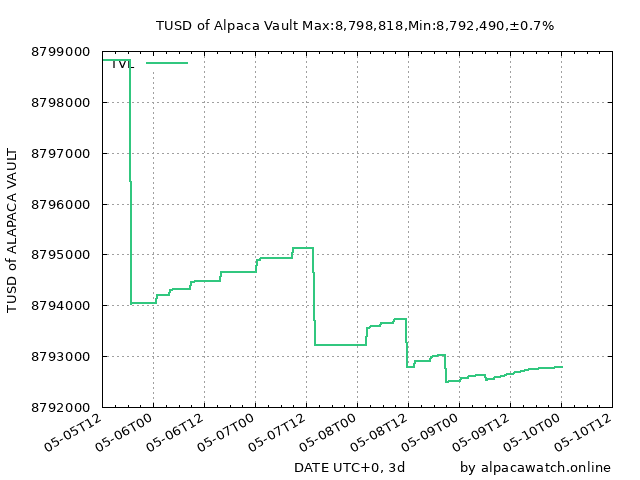 TUSD of Alpaca Vault Max:8,798,818,Min:8,792,490,±0.7%
8799000
TVL
8798000
8797000
8796000
8795000
8794000
8793000
8792000
TUSD of ALAPACA VAULT
05-05T12
05-06T00
05-06T12
05-07T00
05-07T12
05-08T00
05-08T12
05-09T00
05-09T12
05-10T00
05-10T12
DATE UTC+0, 3d
by alpacawatch.online